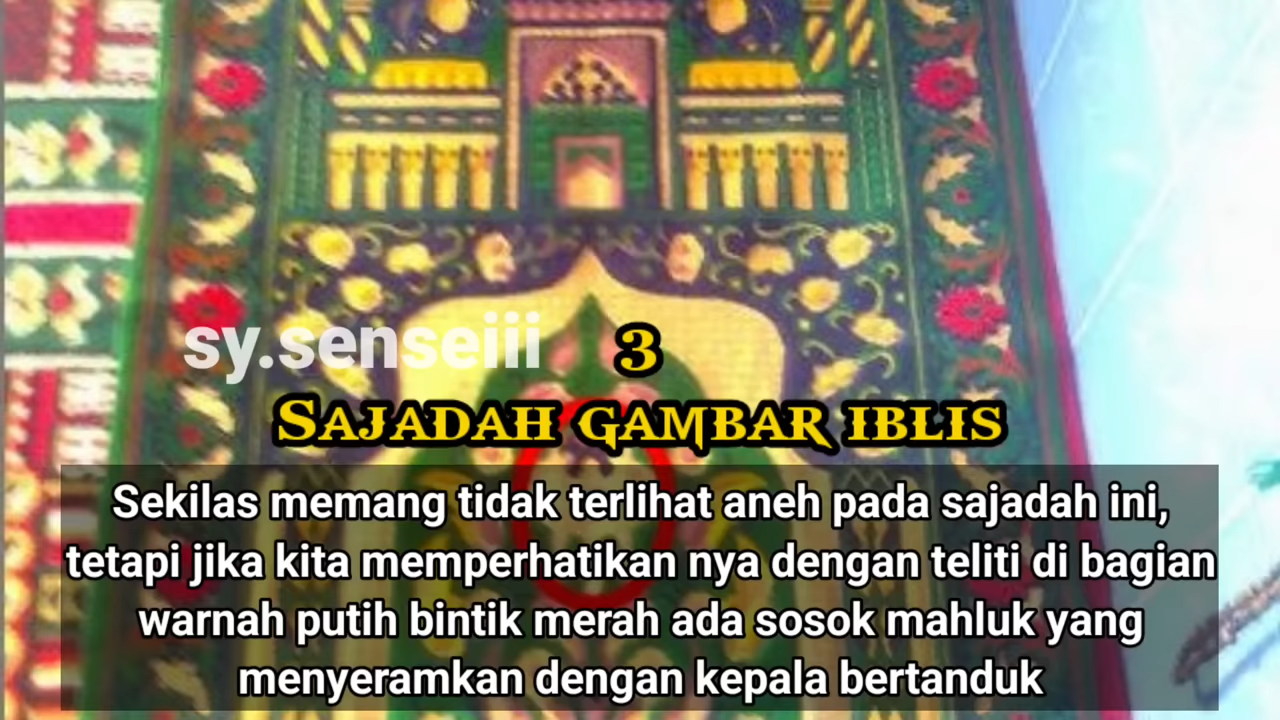 sy.senseiii
3
SAJADAH GAMBAR IBLIS
Sekilas memang tidak terlihat aneh pada sajadah ini,
tetapi jika kita memperhatikan nya dengan teliti di bagian
warnah putih bintik merah ada sosok mahluk yang
menyeramkan dengan kepala bertanduk